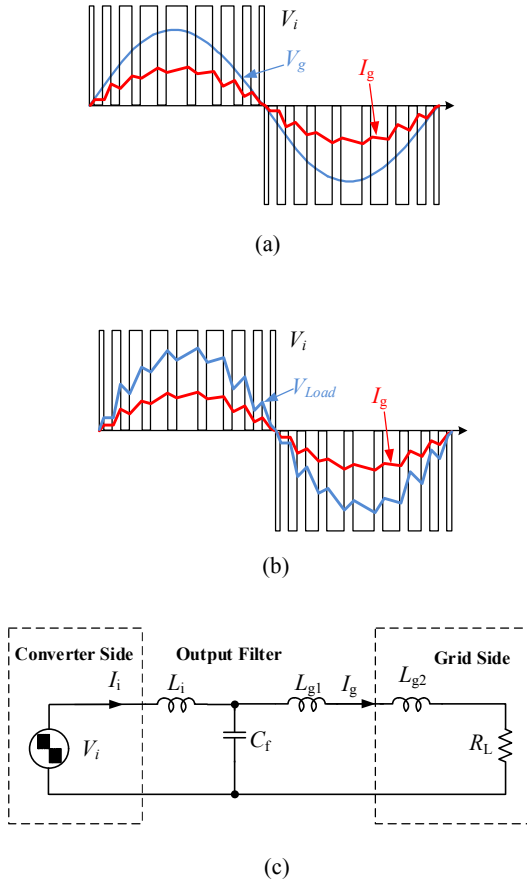 V_i
V_g
I_g
(a)
V_i
V_Load
I_g
(b)
Converter Side Output Filter Grid Side
I_i L_i L_g1 I_g L_g2
V_i C_f R_L
(c)